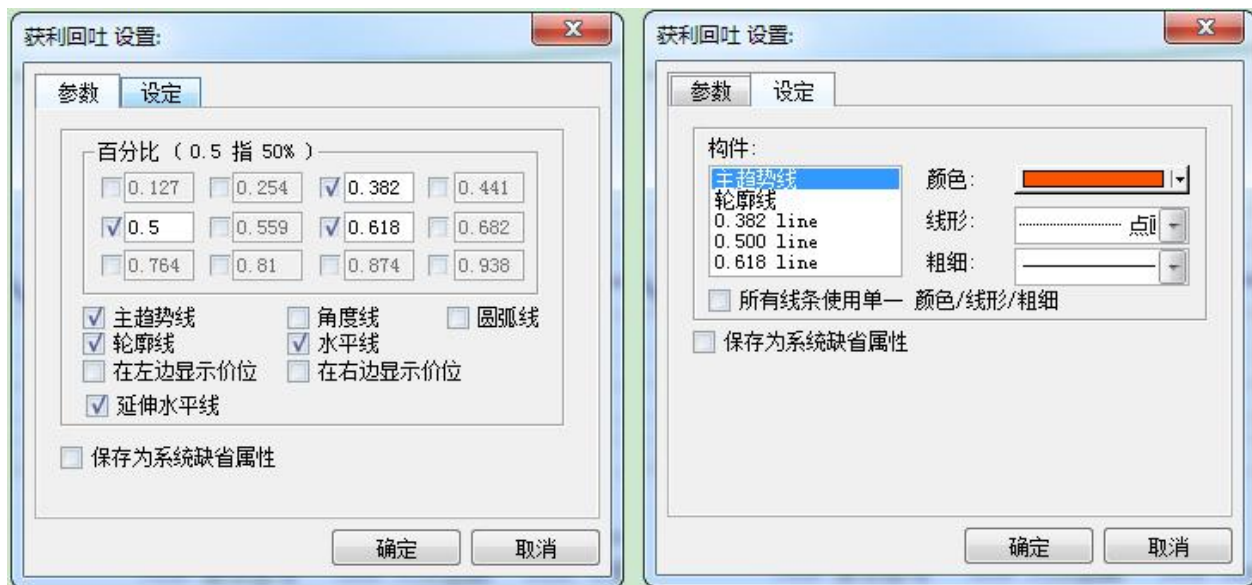 获利回吐 设置:
参数 设定
百分比 ( 0.5 指 50% )
0.127 0.254 0.382 0.441
0.5 0.559 0.618 0.682
0.764 0.81 0.874 0.938
主趋势线 角度线 圆弧线
轮廓线 水平线
在左边显示价位 在右边显示价位
延伸水平线
保存为系统缺省属性
确定 取消
获利回吐 设置:
参数 设定
构件:
主趋势线
轮廓线
0.382 line
0.500 line
0.618 line
颜色:
线形: 点
粗细:
所有线条使用单一 颜色/线形/粗细
保存为系统缺省属性
确定 取消